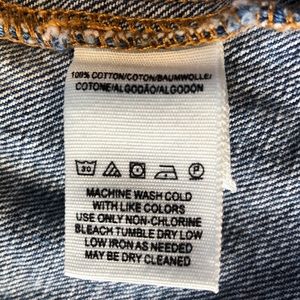 100% COTTON/COTON/BAUMWOLLE/
COTONE/ALGODÃO/ALGODÓN
30
MACHINE WASH COLD
WITH LIKE COLORS
USE ONLY NON-CHLORINE
BLEACH TUMBLE DRY LOW
LOW IRON AS NEEDED
MAY BE DRY CLEANED